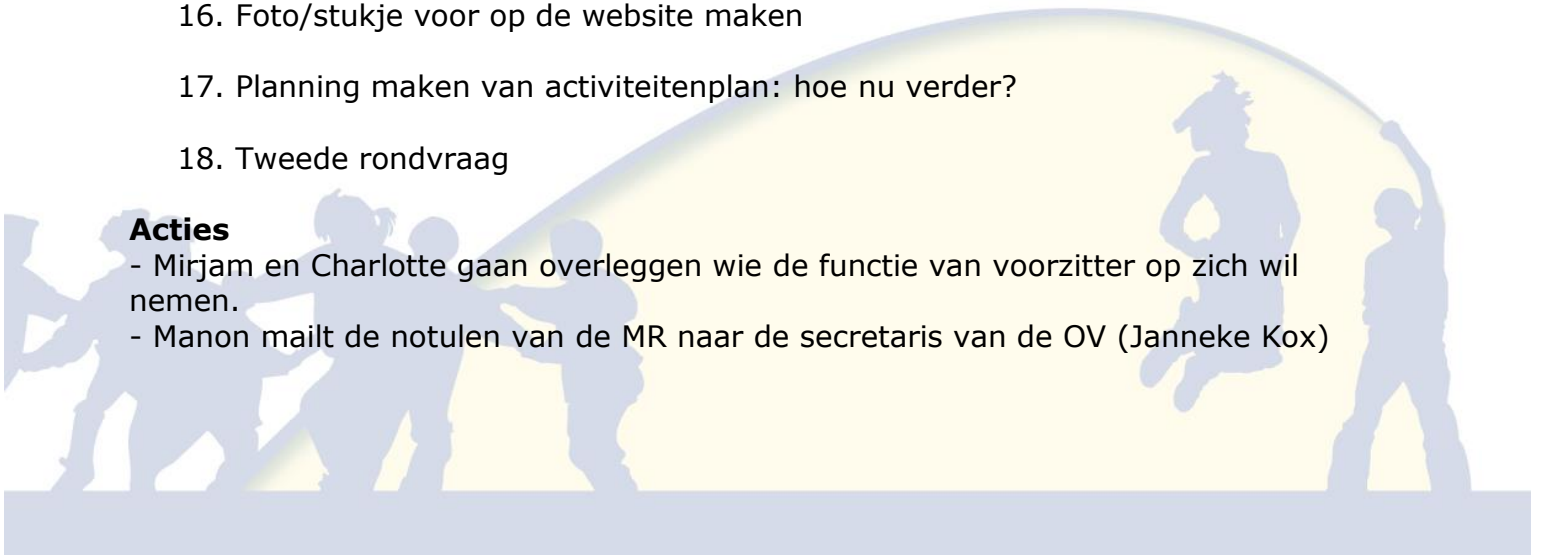 16. Foto/stukje voor op de website maken
17. Planning maken van activiteitenplan: hoe nu verder?
18. Tweede rondvraag
Acties
- Mirjam en Charlotte gaan overleggen wie de functie van voorzitter op zich wil
nemen.
- Manon mailt de notulen van de MR naar de secretaris van de OV (Janneke Kox)